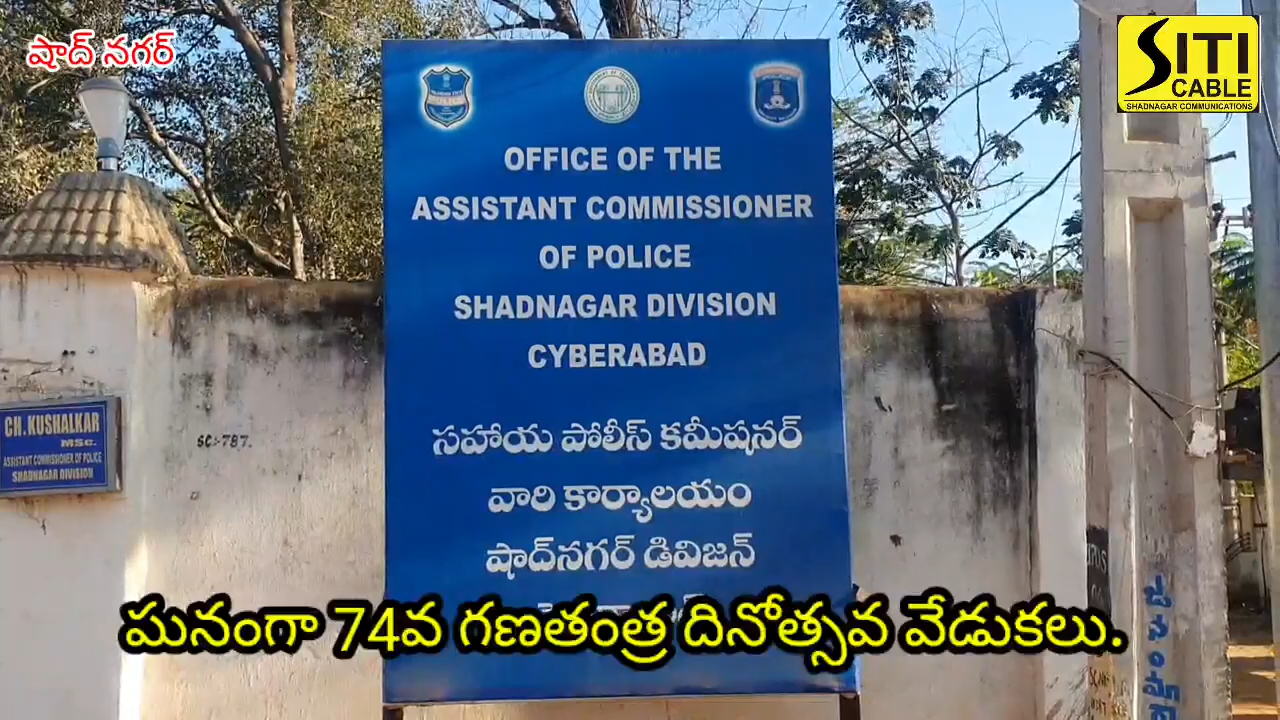 షాద్ నగర్
SITI
CABLE
SHADNAGAR COMMUNICATIONS
OFFICE OF THE
ASSISTANT COMMISSIONER
OF POLICE
SHADNAGAR DIVISION
CYBERABAD
సహాయ పోలీస్ కమీషనర్
వారి కార్యాలయం
షాద్‌నగర్ డివిజన్
CH.KUSHALKAR
MSc.
ASSISTANT COMMISSIONER OF POLICE
SHADNAGAR DIVISION
SC:-787.
ఘనంగా 74వ గణతంత్ర దినోత్సవ వేడుకలు.